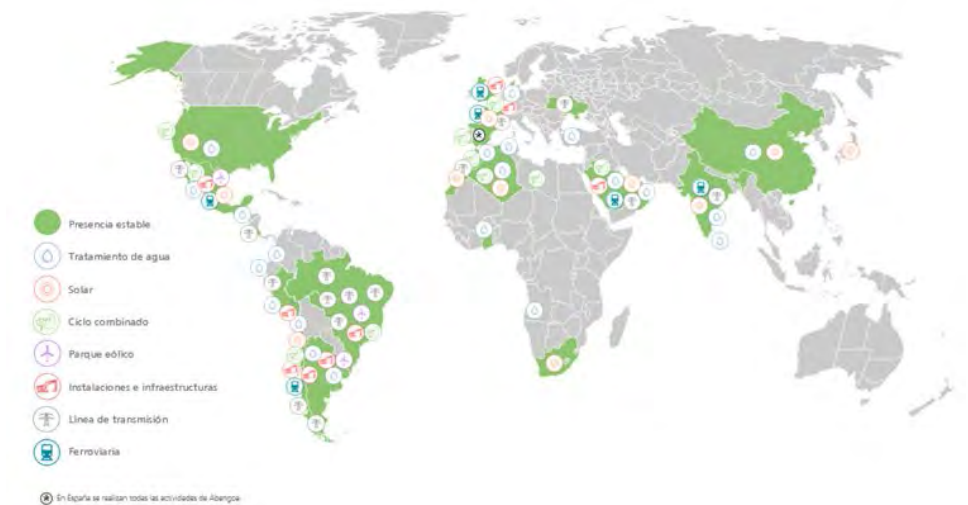 Presencia estable
Tratamiento de agua
Solar
Ciclo combinado
Parque eólico
Instalaciones e infraestructuras
Línea de transmisión
Ferroviaria
En España se realizan todas las actividades de Abengoa.